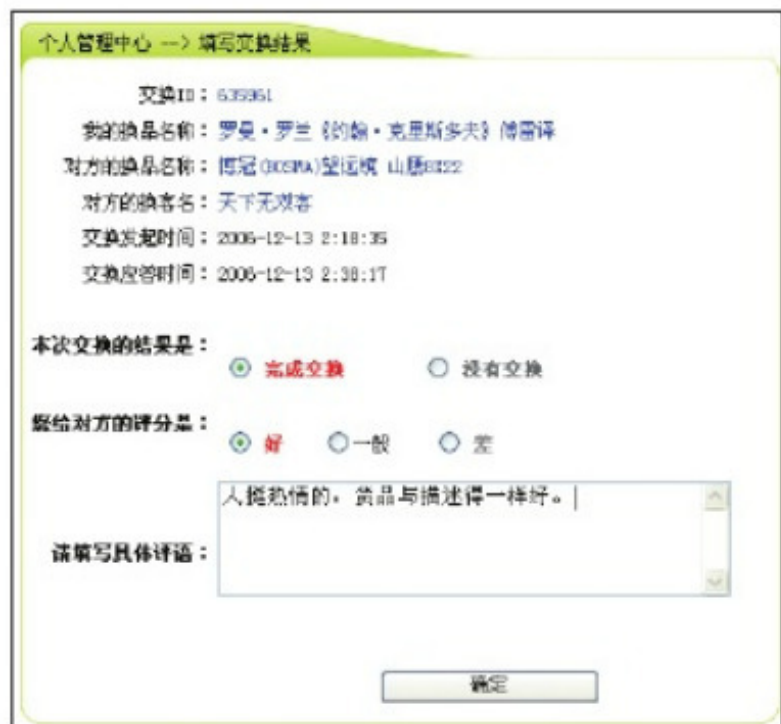 个人管理中心 --> 填写交换结果
交换ID：635961
我的换品名称：罗曼·罗兰《约翰·克里斯多夫》傅雷译
对方的换品名称：博冠(BOSMA)望远镜 山鹰8X22
对方的换客名：天下无双客
交换发起时间：2006-12-13 2:18:35
交换应答时间：2006-12-13 2:38:17
本次交换的结果是：
完成交换 没有交换
您给对方的评分是：
好 一般 差
人挺热情的，货品与描述得一样好。
请填写具体评语：
确定